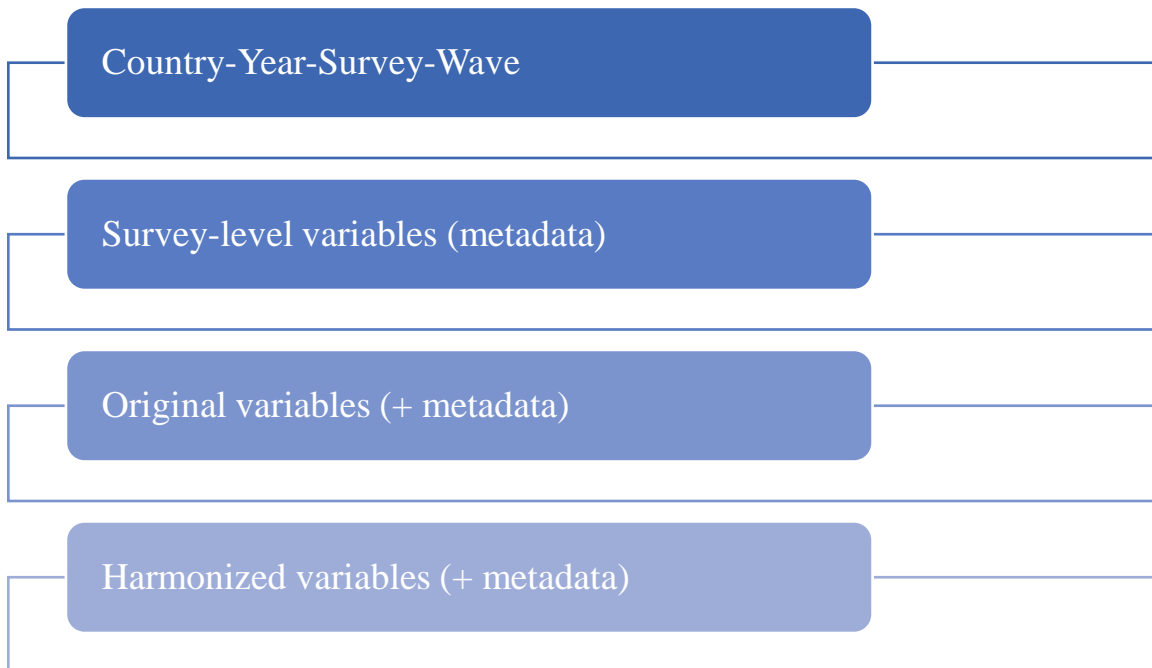 Country-Year-Survey-Wave
Survey-level variables (metadata)
Original variables (+ metadata)
Harmonized variables (+ metadata)